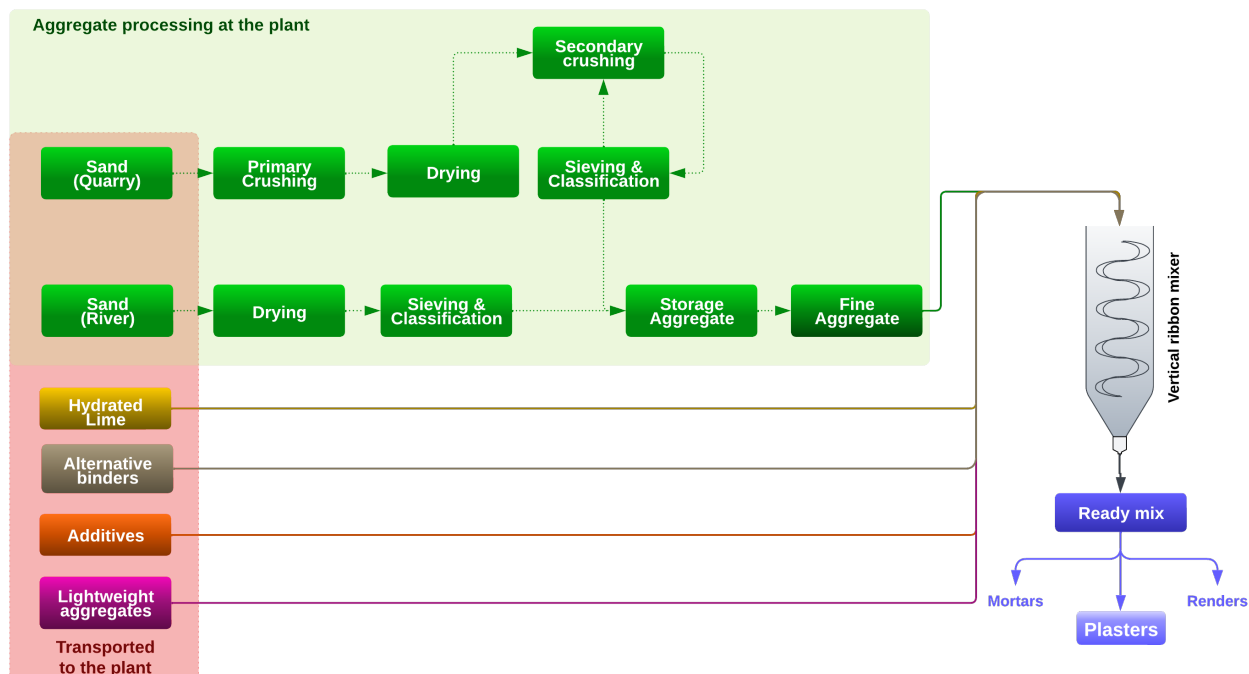 Aggregate processing at the plant
Secondary
crushing
Sand
(Quarry)
Primary
Crushing
Drying
Sieving &
Classification
Sand
(River)
Drying
Sieving &
Classification
Storage
Aggregate
Fine
Aggregate
Vertical ribbon mixer
Hydrated
Lime
Alternative
binders
Additives
Lightweight
aggregates
Transported
to the plant
Ready mix
Mortars
Plasters
Renders